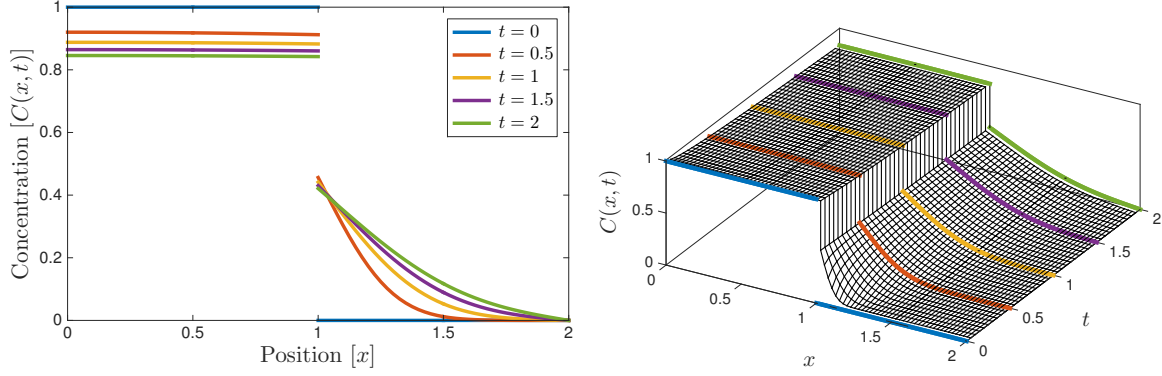 1
0.8
0.6
0.4
0.2
0
Concentration [C(x, t)]
0 0.5 1 1.5 2
Position [x]
t = 0
t = 0.5
t = 1
t = 1.5
t = 2
1
0.5
0
C(x, t)
0
0.5
1
1.5
2
x
0
0.5
1
1.5
2
t